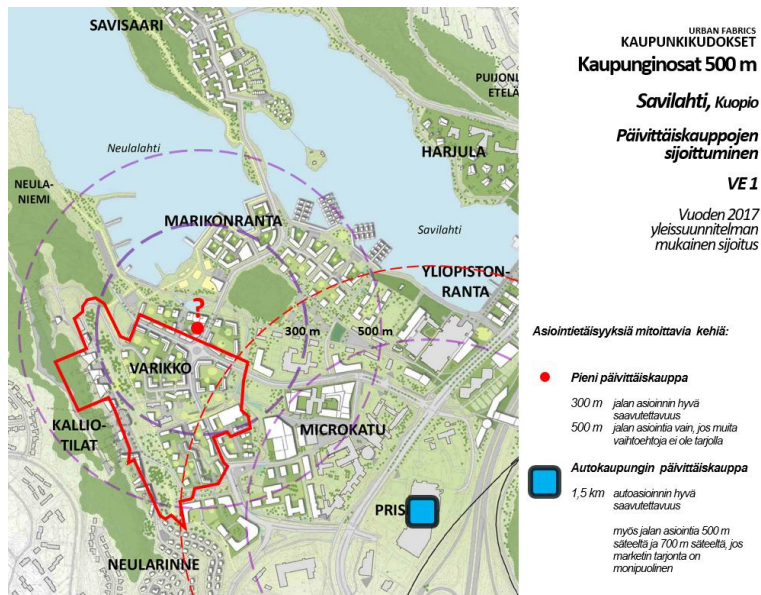 SAVISAARI
PUIJONL
ETELÄ
Neulalahti
HARJULA
NEULA-
NIEMI
MARIKONRANTA
Savilahti
YLIOPISTON-
RANTA
?
300 m
500 m
VARIKKO
KALLIO-
TILAT
MICROKATU
PRIS
NEULARINNE
URBAN FABRICS
KAUPUNKIKUDOKSET
Kaupunginosat 500 m
Savilahti, Kuopio
Päivittäiskauppojen
sijoittuminen
VE 1
Vuoden 2017
yleissuunnitelman
mukainen sijoitus
Asiointietäisyyksiä mitoittavia kehiä:
Pieni päivittäiskauppa
300 m jalan asioinnin hyvä
saavutettavuus
500 m jalan asiointia vain, jos muita
vaihtoehtoja ei ole tarjolla
Autokaupungin päivittäiskauppa
1,5 km autoasioinnin hyvä
saavutettavuus
myös jalan asiointia 500 m
säteeltä ja 700 m säteeltä, jos
marketin tarjonta on
monipuolinen